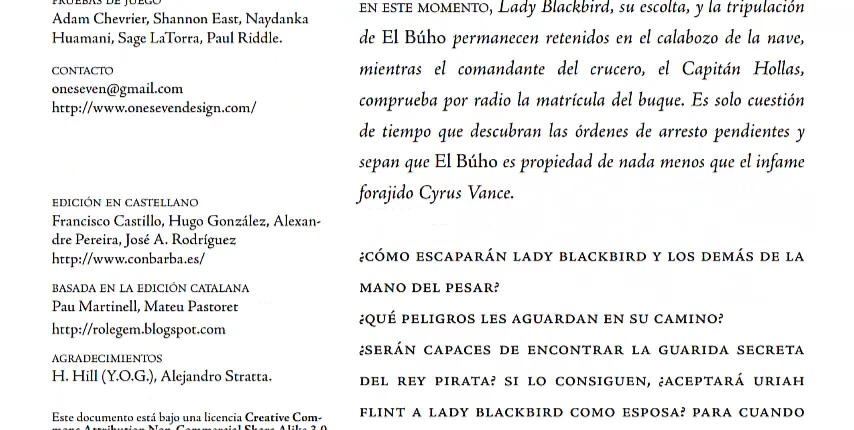 PRUEBAS DE JUEGO
Adam Chevrier, Shannon East, Naydanka
Huamani, Sage LaTorra, Paul Riddle.
CONTACTO
oneseven@gmail.com
http://www.onesevendesign.com/
EDICIÓN EN CASTELLANO
Francisco Castillo, Hugo González, Alexan-
dre Pereira, José A. Rodríguez
http://www.conbarba.es/
BASADA EN LA EDICIÓN CATALANA
Pau Martinell, Mateu Pastoret
http://rolegem.blogspot.com
AGRADECIMIENTOS
H. Hill (Y.O.G.), Alejandro Stratta.
Este documento está bajo una licencia Creative Com-
mons Attribution Non-Commercial Share Alike 3.0
EN ESTE MOMENTO, Lady Blackbird, su escolta, y la tripulación
de El Búho permanecen retenidos en el calabozo de la nave,
mientras el comandante del crucero, el Capitán Hollas,
comprueba por radio la matrícula del buque. Es solo cuestión
de tiempo que descubran las órdenes de arresto pendientes y
sepan que El Búho es propiedad de nada menos que el infame
forajido Cyrus Vance.
¿CÓMO ESCAPARÁN LADY BLACKBIRD Y LOS DEMÁS DE LA
MANO DEL PESAR?
¿QUÉ PELIGROS LES AGUARDAN EN SU CAMINO?
¿SERÁN CAPACES DE ENCONTRAR LA GUARIDA SECRETA
DEL REY PIRATA? SI LO CONSIGUEN, ¿ACEPTARÁ URIAH
FLINT A LADY BLACKBIRD COMO ESPOSA? PARA CUANDO